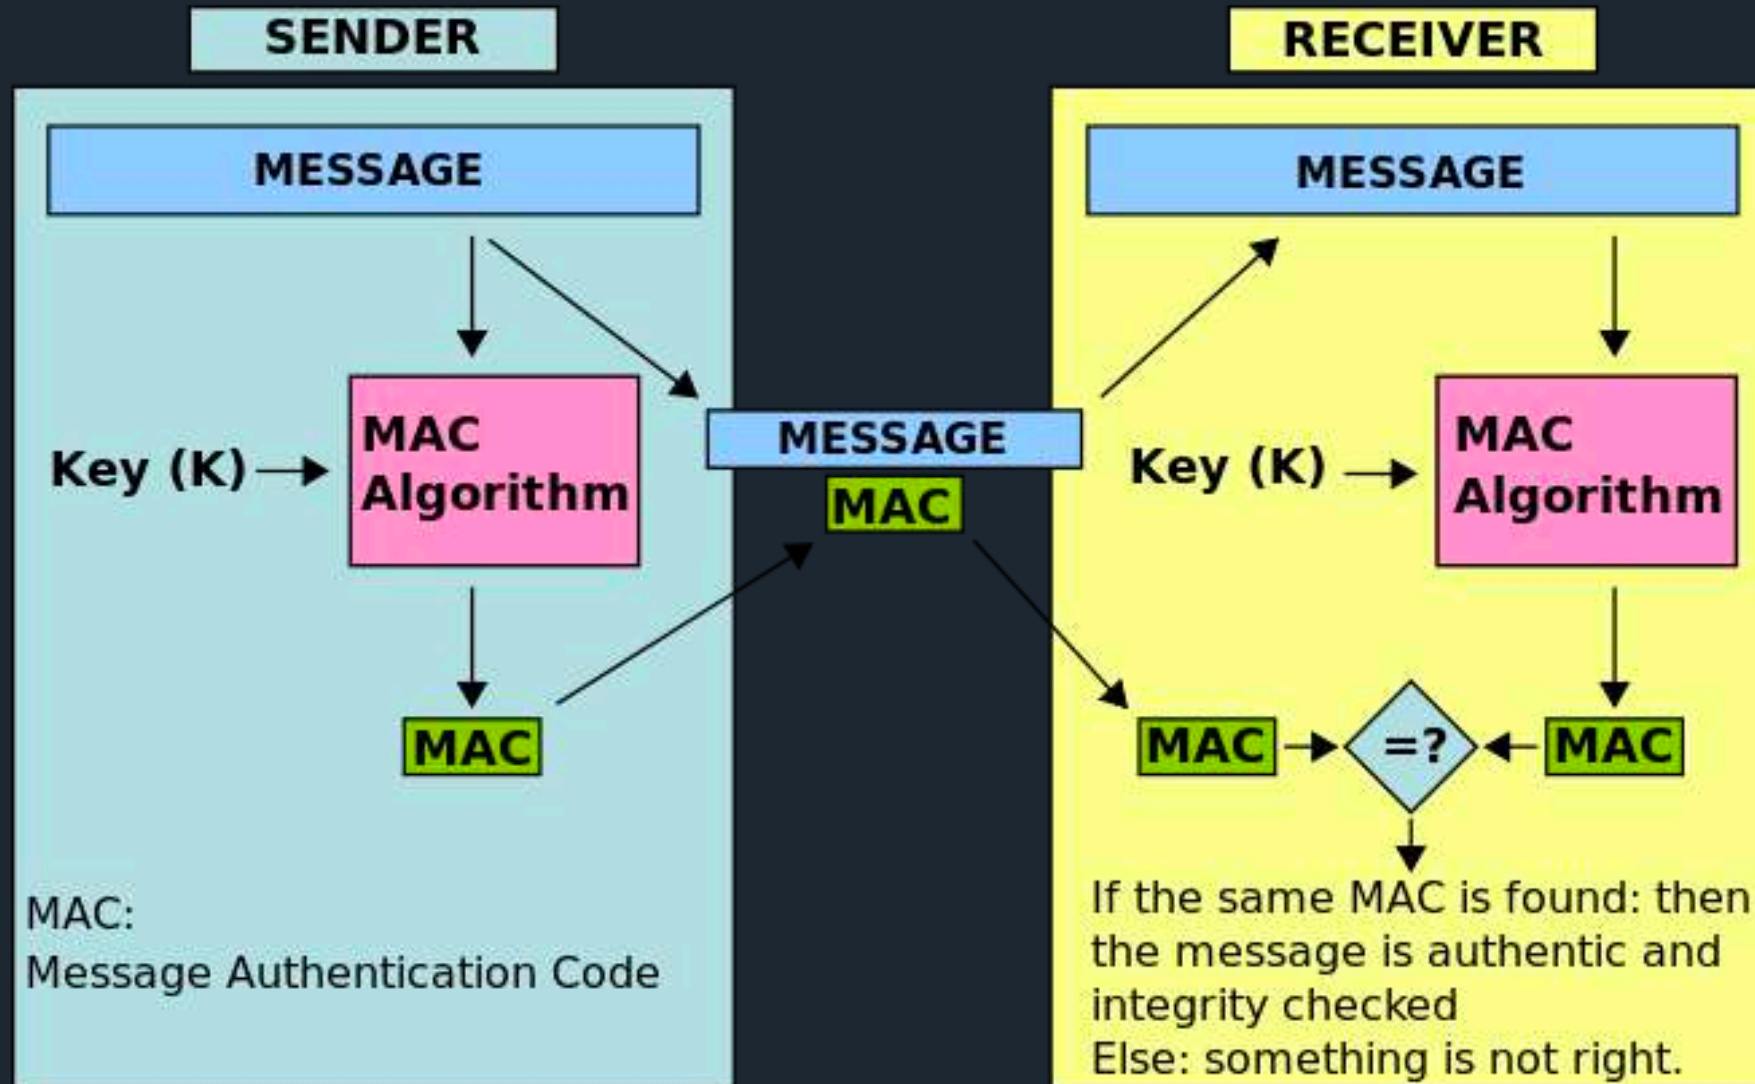 SENDER
MESSAGE
Key (K)
MAC
Algorithm
MAC
MAC:
Message Authentication Code
MESSAGE
MAC
RECEIVER
MESSAGE
Key (K)
MAC
Algorithm
MAC
=?
MAC
If the same MAC is found: then
the message is authentic and
integrity checked
Else: something is not right.